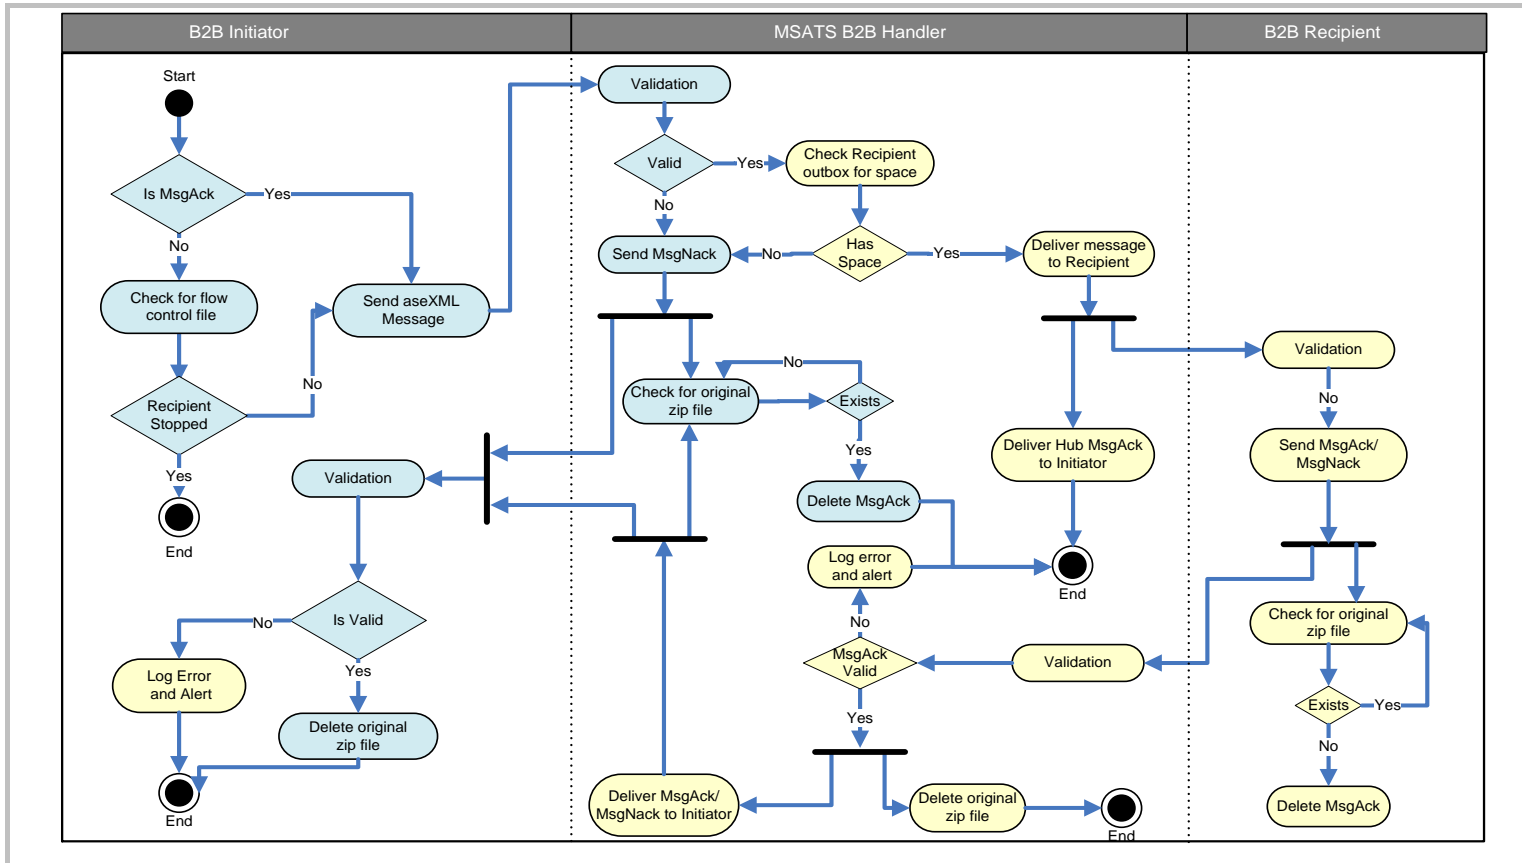 B2B Initiator
MSATS B2B Handler
B2B Recipient
Start
Is MsgAck
Yes
No
Check for flow
control file
Send aseXML
Message
No
Recipient
Stopped
Yes
End
Validation
Is Valid
No
Yes
Log Error
and Alert
Delete original
zip file
End
Validation
Valid
Yes
Check Recipient
outbox for space
No
Send MsgNack
No
Has
Space
Yes
Deliver message
to Recipient
No
Check for original
zip file
Exists
Yes
Delete MsgAck
Deliver Hub MsgAck
to Initiator
Log error
and alert
End
No
MsgAck
Valid
Validation
Yes
Deliver MsgAck/
MsgNack to Initiator
Delete original
zip file
End
Validation
No
Send MsgAck/
MsgNack
Check for original
zip file
Exists
Yes
No
Delete MsgAck